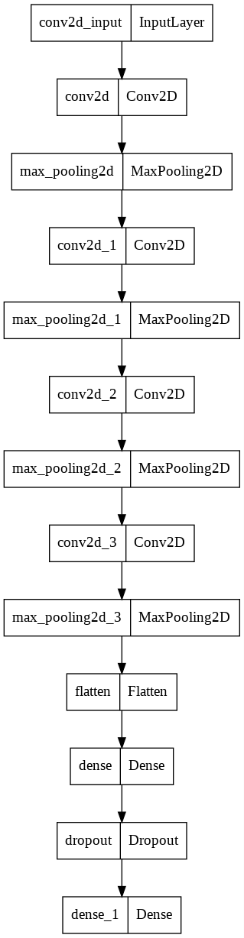 conv2d_input InputLayer
conv2d Conv2D
max_pooling2d MaxPooling2D
conv2d_1 Conv2D
max_pooling2d_1 MaxPooling2D
conv2d_2 Conv2D
max_pooling2d_2 MaxPooling2D
conv2d_3 Conv2D
max_pooling2d_3 MaxPooling2D
flatten Flatten
dense Dense
dropout Dropout
dense_1 Dense